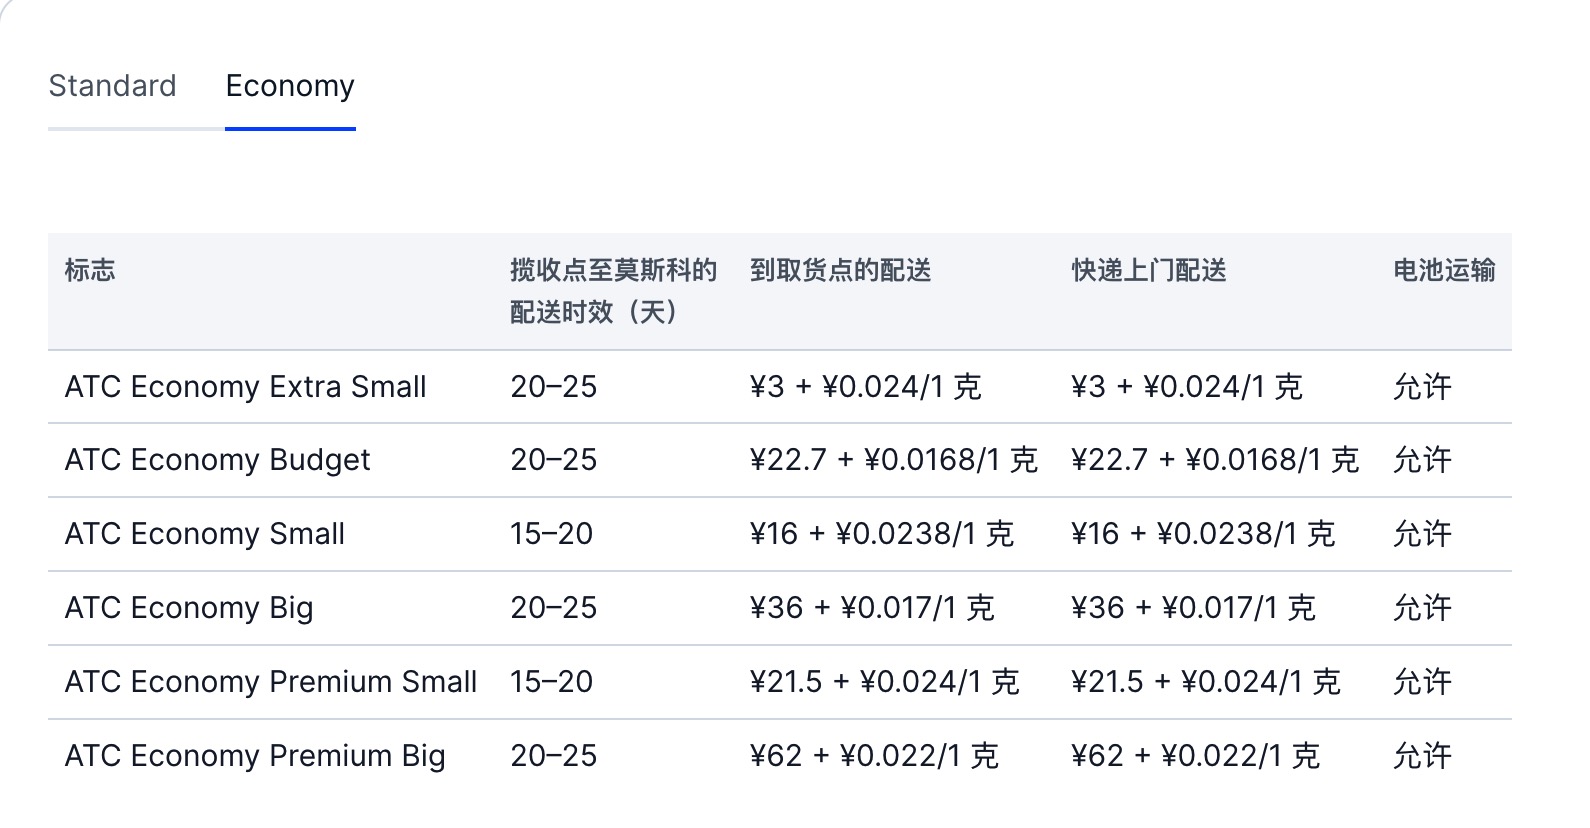 Standard Economy
标志 揽收点至莫斯科的 到取货点的配送 快递上门配送 电池运输
配送时效（天）
ATC Economy Extra Small 20–25 ¥3 + ¥0.024/1 克 ¥3 + ¥0.024/1 克 允许
ATC Economy Budget 20–25 ¥22.7 + ¥0.0168/1 克 ¥22.7 + ¥0.0168/1 克 允许
ATC Economy Small 15–20 ¥16 + ¥0.0238/1 克 ¥16 + ¥0.0238/1 克 允许
ATC Economy Big 20–25 ¥36 + ¥0.017/1 克 ¥36 + ¥0.017/1 克 允许
ATC Economy Premium Small 15–20 ¥21.5 + ¥0.024/1 克 ¥21.5 + ¥0.024/1 克 允许
ATC Economy Premium Big 20–25 ¥62 + ¥0.022/1 克 ¥62 + ¥0.022/1 克 允许